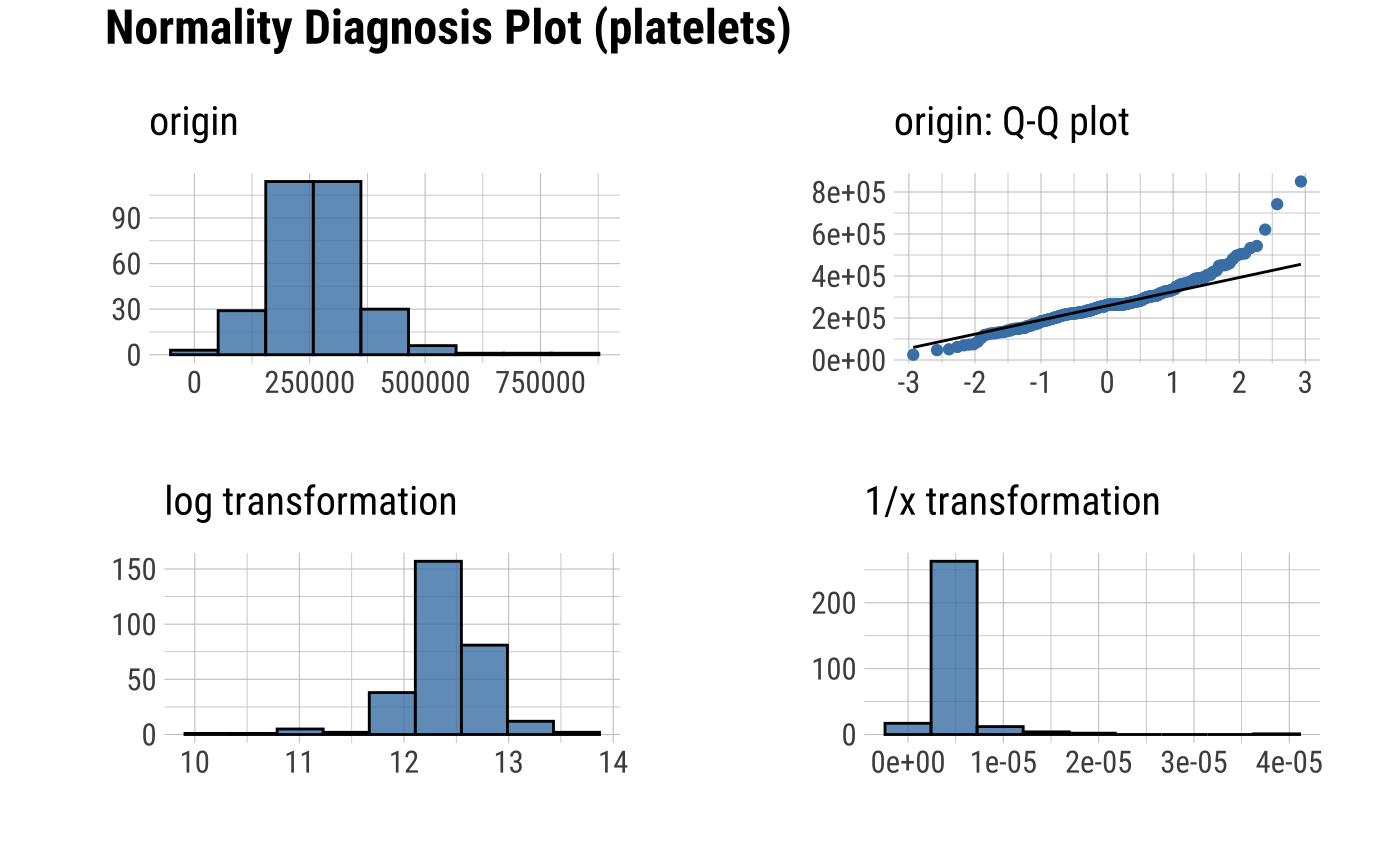 Normality Diagnosis Plot (platelets)
origin
90
60
30
0
0 250000 500000 750000
origin: Q-Q plot
8e+05
6e+05
4e+05
2e+05
0e+00
-3 -2 -1 0 1 2 3
log transformation
150
100
50
0
10 11 12 13 14
1/x transformation
200
100
0
0e+00 1e-05 2e-05 3e-05 4e-05